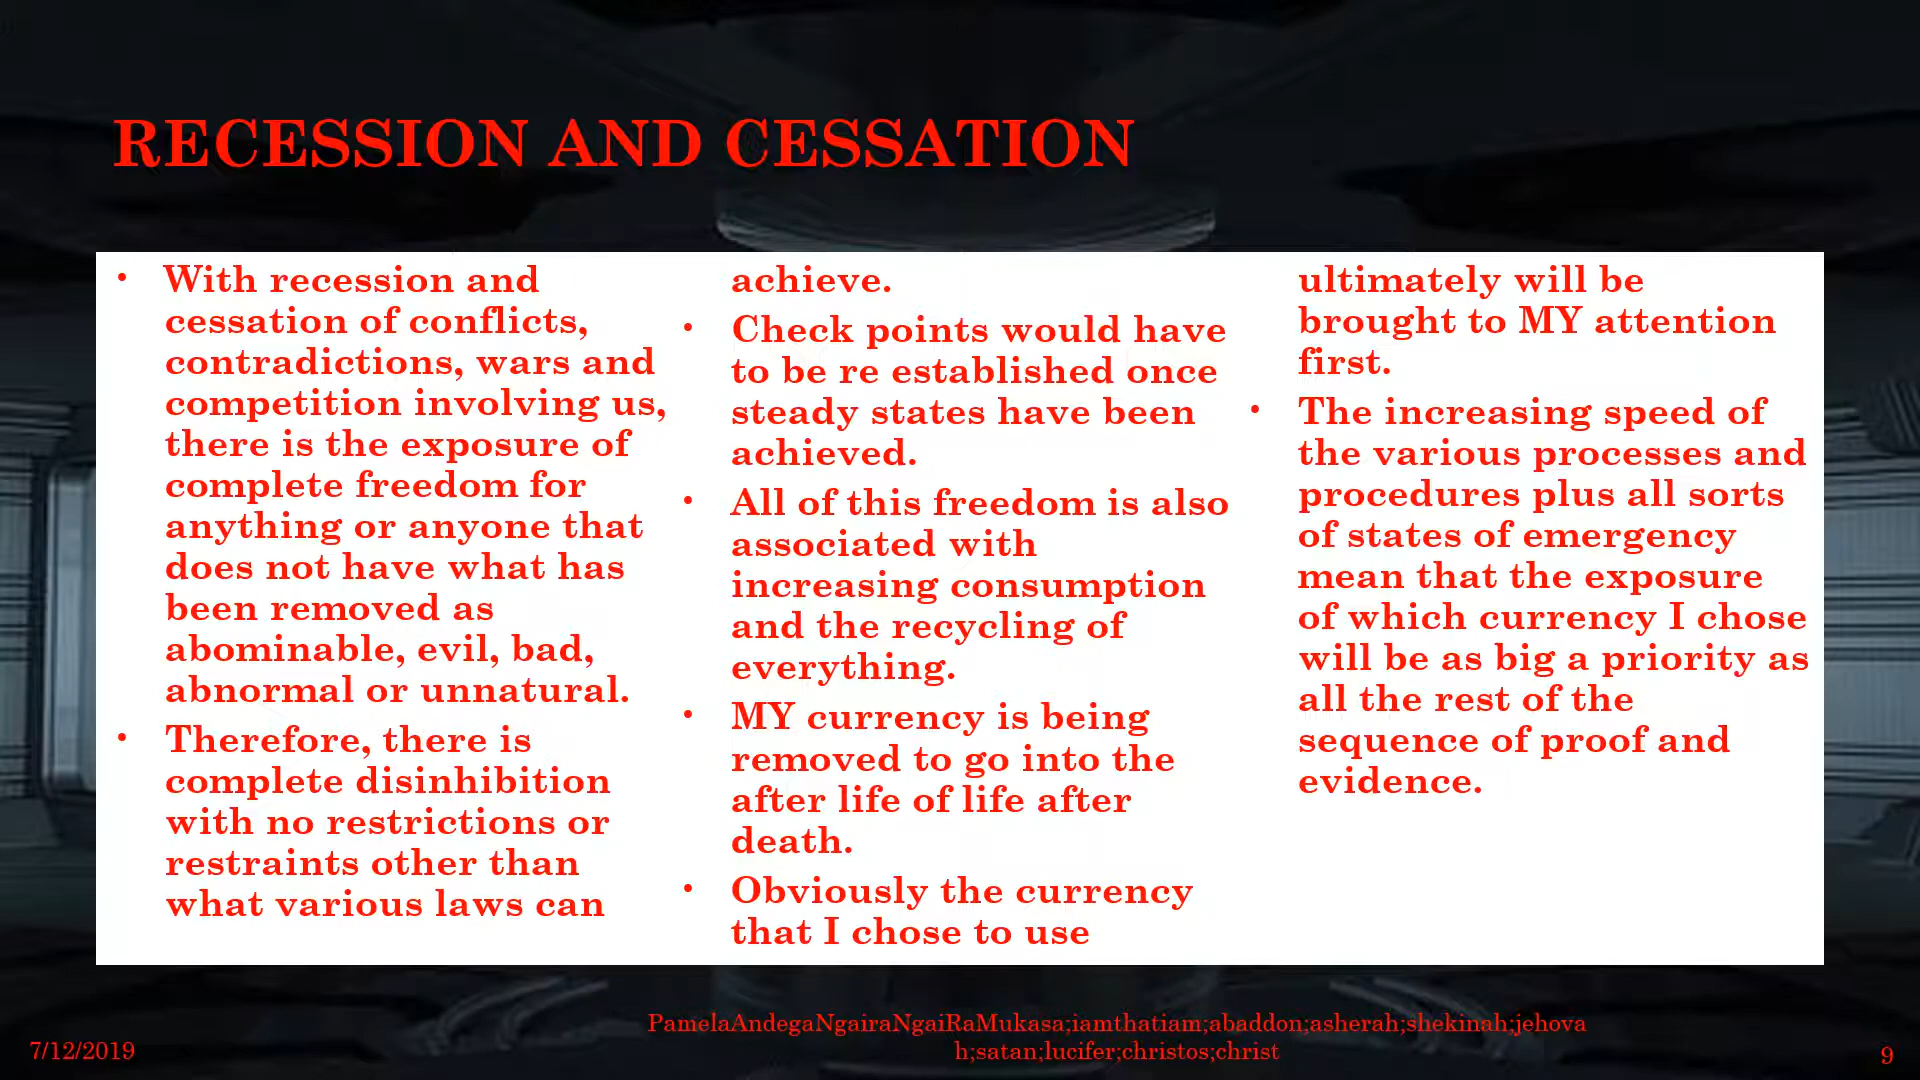 RECESSION AND CESSATION
• With recession and
cessation of conflicts,
contradictions, wars and
competition involving us,
there is the exposure of
complete freedom for
anything or anyone that
does not have what has
been removed as
abominable, evil, bad,
abnormal or unnatural.
• Therefore, there is
complete disinhibition
with no restrictions or
restraints other than
what various laws can
achieve.
• Check points would have
to be re established once
steady states have been
achieved.
• All of this freedom is also
associated with
increasing consumption
and the recycling of
everything.
• MY currency is being
removed to go into the
after life of life after
death.
• Obviously the currency
that I chose to use
ultimately will be
brought to MY attention
first.
• The increasing speed of
the various processes and
procedures plus all sorts
of states of emergency
mean that the exposure
of which currency I chose
will be as big a priority as
all the rest of the
sequence of proof and
evidence.
7/12/2019
PamelaAndegaNgairaNgaiRaMukasa;iamthatiam;abaddon;asherah;shekinah;jehova
h;satan;lucifer;christos;christ
9